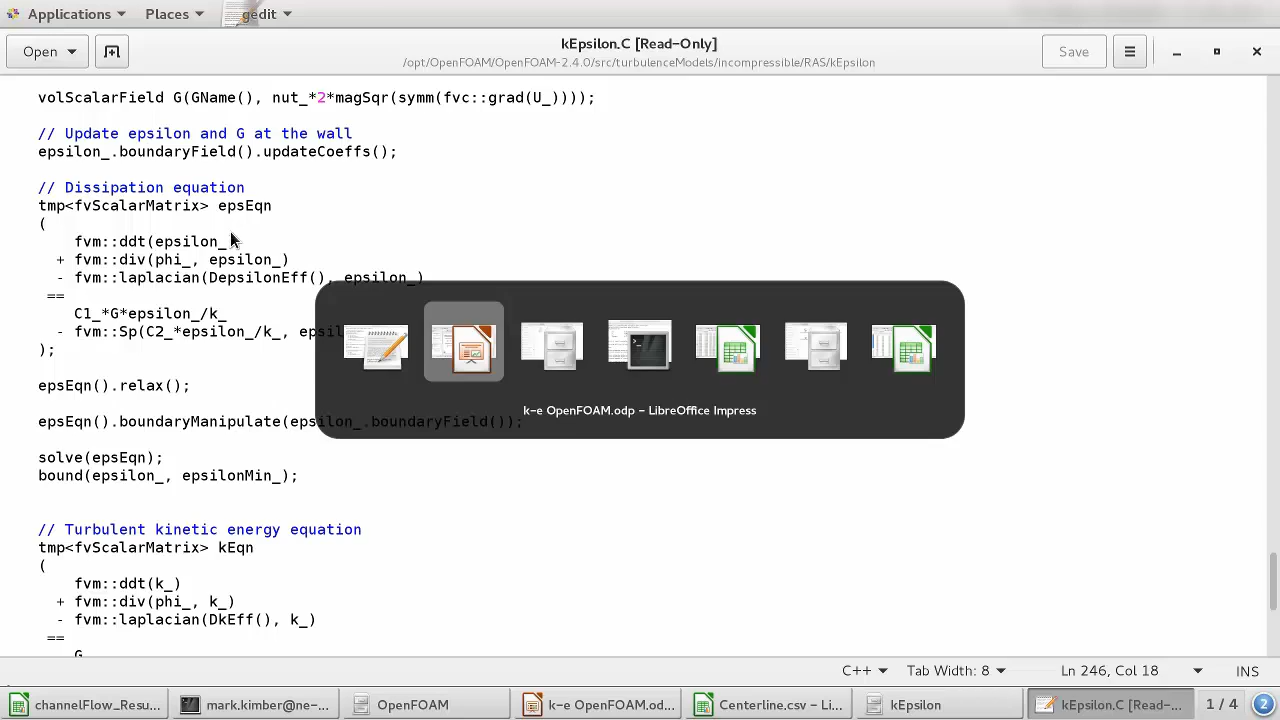 Applications Places gedit
Open kEpsilon.C [Read-Only] Save
/opt/OpenFOAM/OpenFOAM-2.4.0/src/turbulenceModels/incompressible/RAS/kEpsilon
volScalarField G(GName(), nut_*2*magSqr(symm(fvc::grad(U_))));
// Update epsilon and G at the wall
epsilon_.boundaryField().updateCoeffs();
// Dissipation equation
tmp<fvScalarMatrix> epsEqn
(
fvm::ddt(epsilon_
+ fvm::div(phi_, epsilon_)
- fvm::laplacian(DepsilonEff(), epsilon_)
==
C1_*G*epsilon_/k_
- fvm::Sp(C2_*epsilon_/k_, epsil
);
epsEqn().relax();
k-e OpenFOAM.odp - LibreOffice Impress
epsEqn().boundaryManipulate(epsilon_.boundaryField());
solve(epsEqn);
bound(epsilon_, epsilonMin_);
// Turbulent kinetic energy equation
tmp<fvScalarMatrix> kEqn
(
fvm::ddt(k_)
+ fvm::div(phi_, k_)
- fvm::laplacian(DkEff(), k_)
==
G
C++ Tab Width: 8 Ln 246, Col 18 INS
channelFlow_Resu... mark.kimber@ne-... OpenFOAM k-e OpenFOAM.od... Centerline.csv - Li... kEpsilon kEpsilon.C [Read-... 1 / 4 2